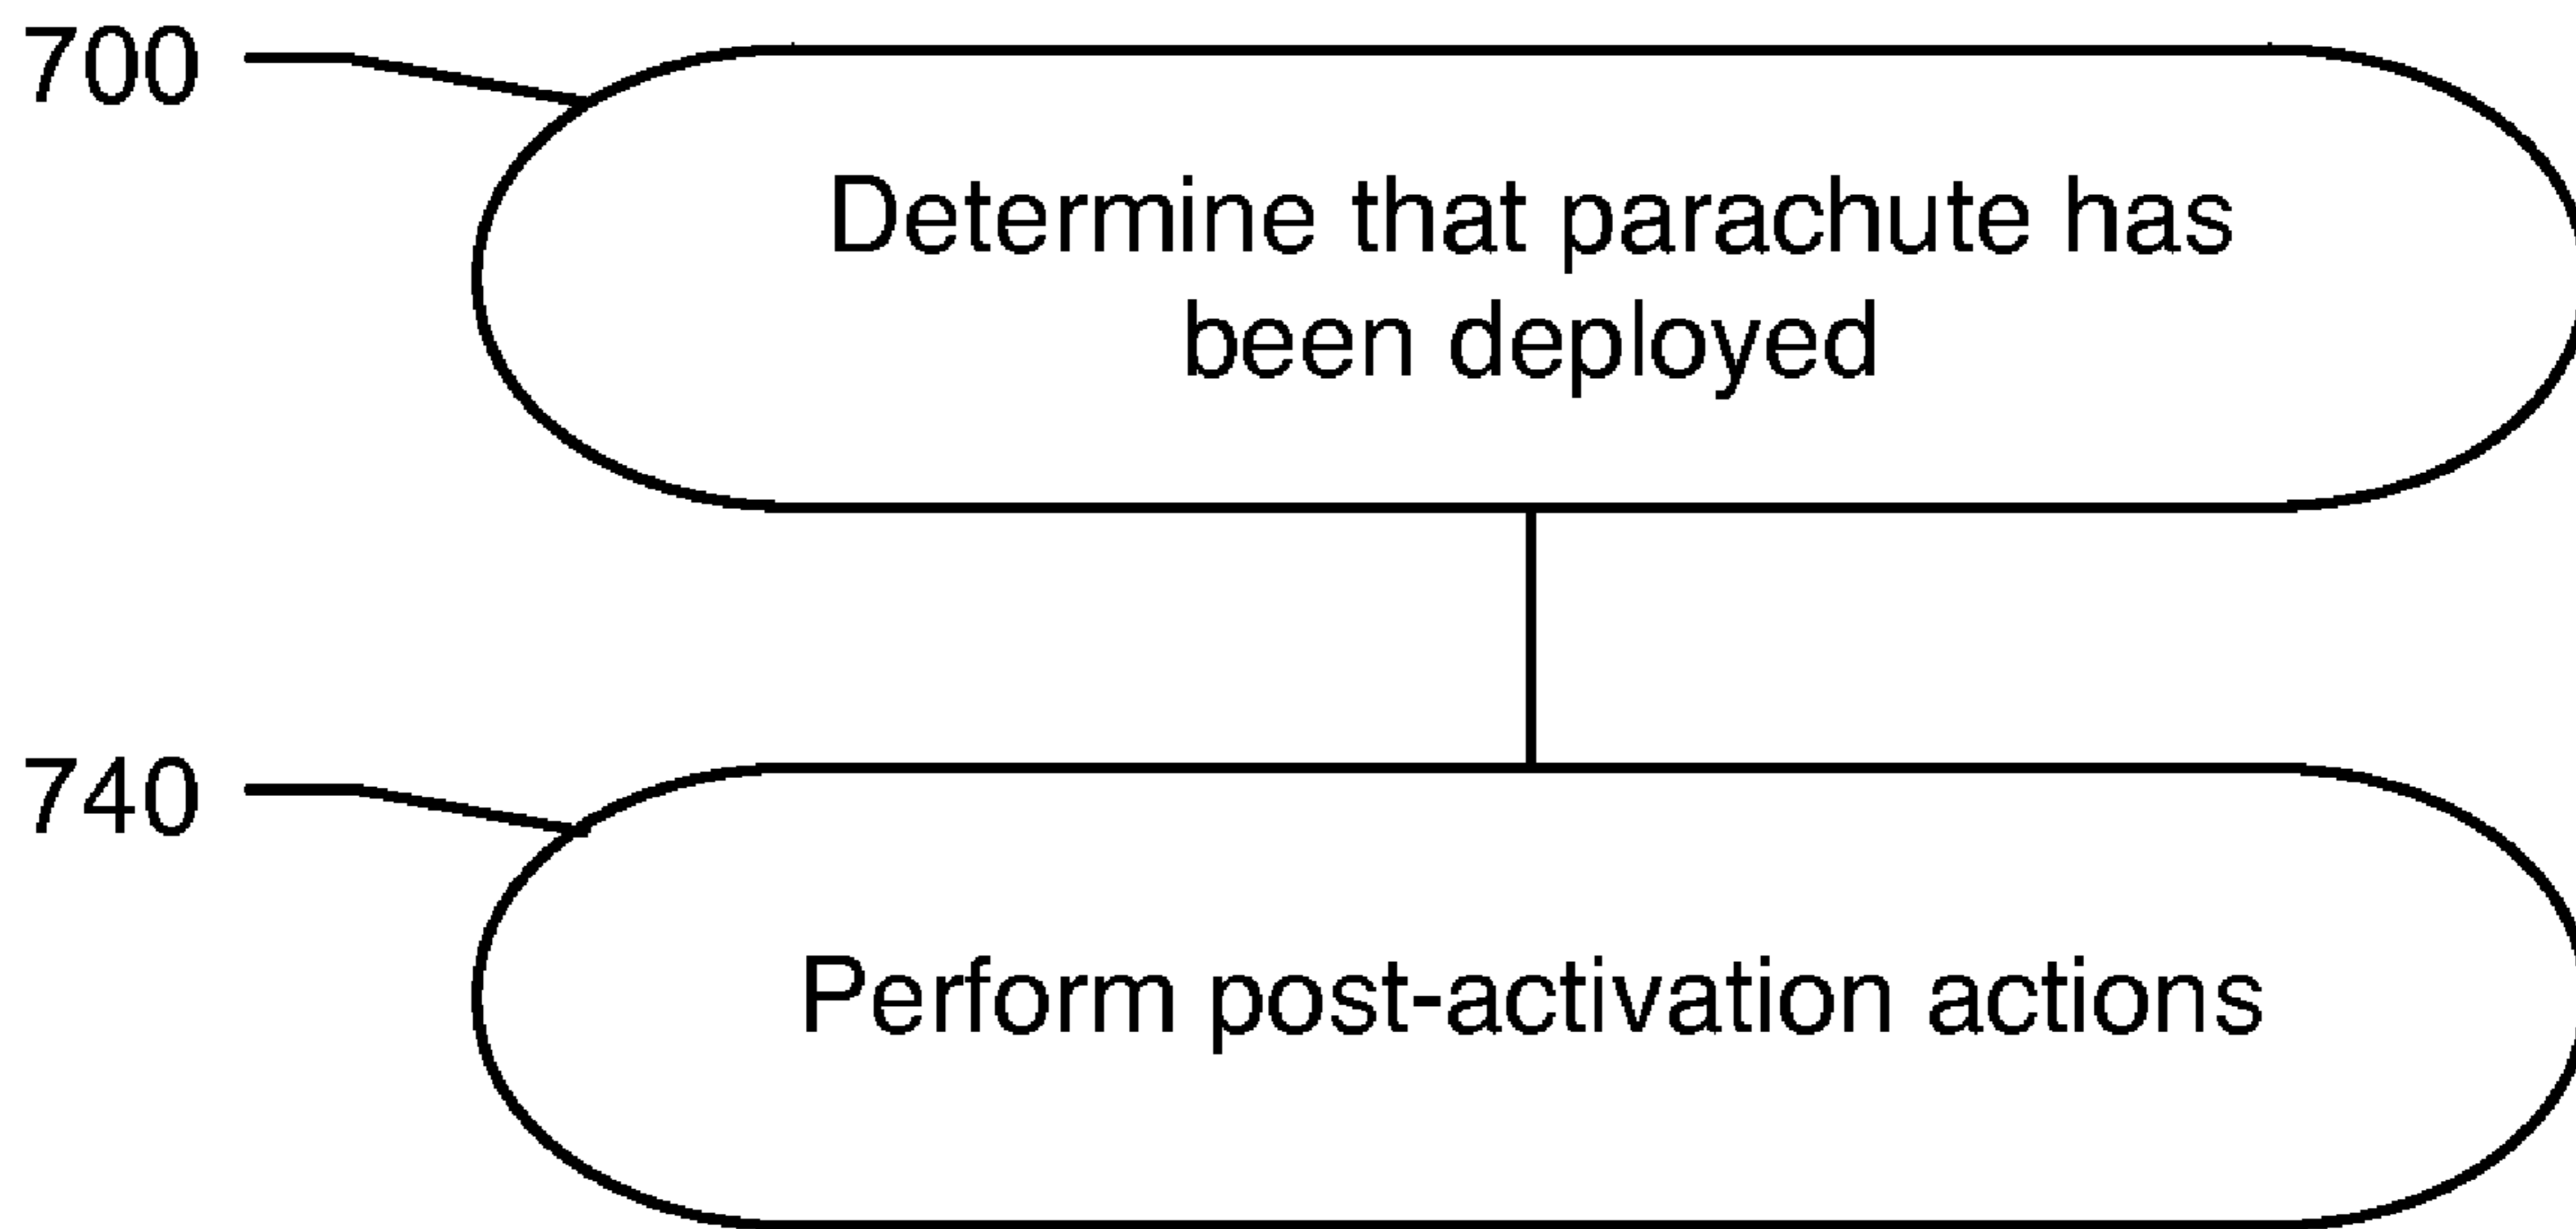 700
Determine that parachute has
been deployed
740
Perform post-activation actions